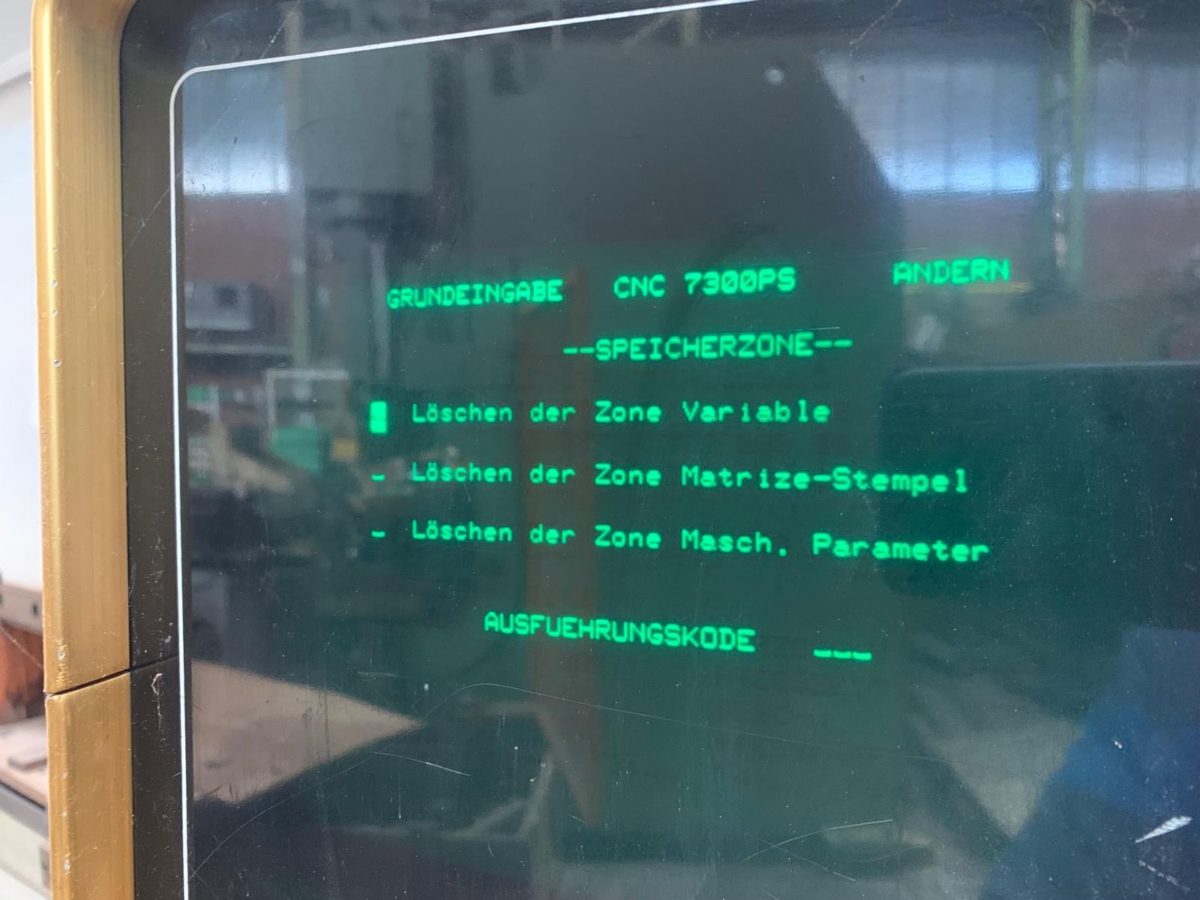 GRUNDEINGABE CNC 7300PS ANDERN
--SPEICHERZONE--
Löschen der Zone Variable
_ Löschen der Zone Matrize-Stempel
_ Löschen der Zone Masch. Parameter
AUSFUEHRUNGSKODE ___